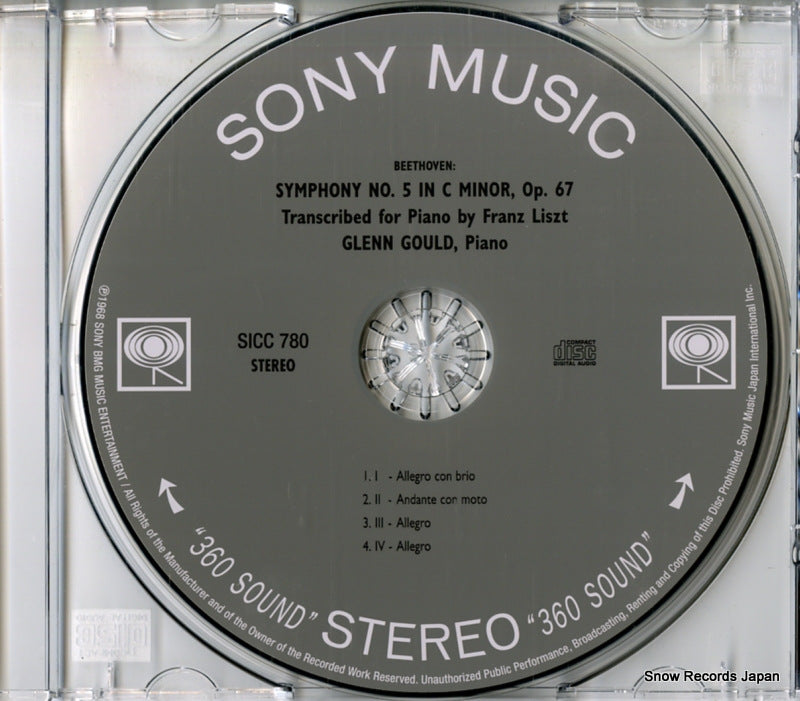 SONY MUSIC
BEETHOVEN:
SYMPHONY NO. 5 IN C MINOR, Op. 67
Transcribed for Piano by Franz Liszt
GLENN GOULD, Piano
SICC 780
STEREO
COMPACT
disc
DIGITAL AUDIO
1. I - Allegro con brio
2. II - Andante con moto
3. III - Allegro
4. IV - Allegro
"360 SOUND" STEREO "360 SOUND"
℗1968 SONY BMG MUSIC ENTERTAINMENT / All Rights of the Manufacturer and of the Owner of the Recorded Work Reserved. Unauthorized Public Performance, Broadcasting, Renting and Copying of this Disc Prohibited. Sony Music Japan International Inc.
Snow Records Japan